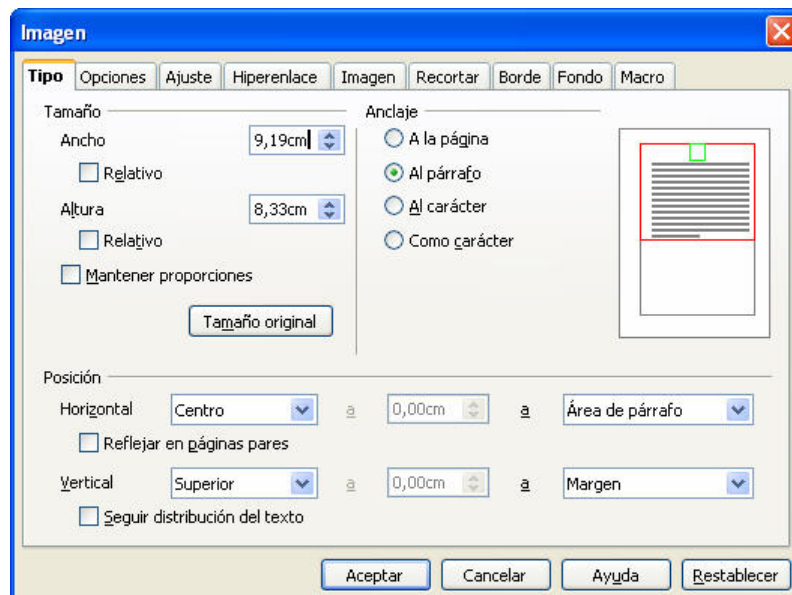 Imagen
Tipo Opciones Ajuste Hiperenlace Imagen Recortar Borde Fondo Macro
Tamaño Anclaje
Ancho 9,19cm A la página
Relativo Al párrafo
Altura 8,33cm Al carácter
Relativo Como carácter
Mantener proporciones
Tamaño original
Posición
Horizontal Centro a 0,00cm a Área de párrafo
Reflejar en páginas pares
Vertical Superior a 0,00cm a Margen
Seguir distribución del texto
Aceptar Cancelar Ayuda Restablecer